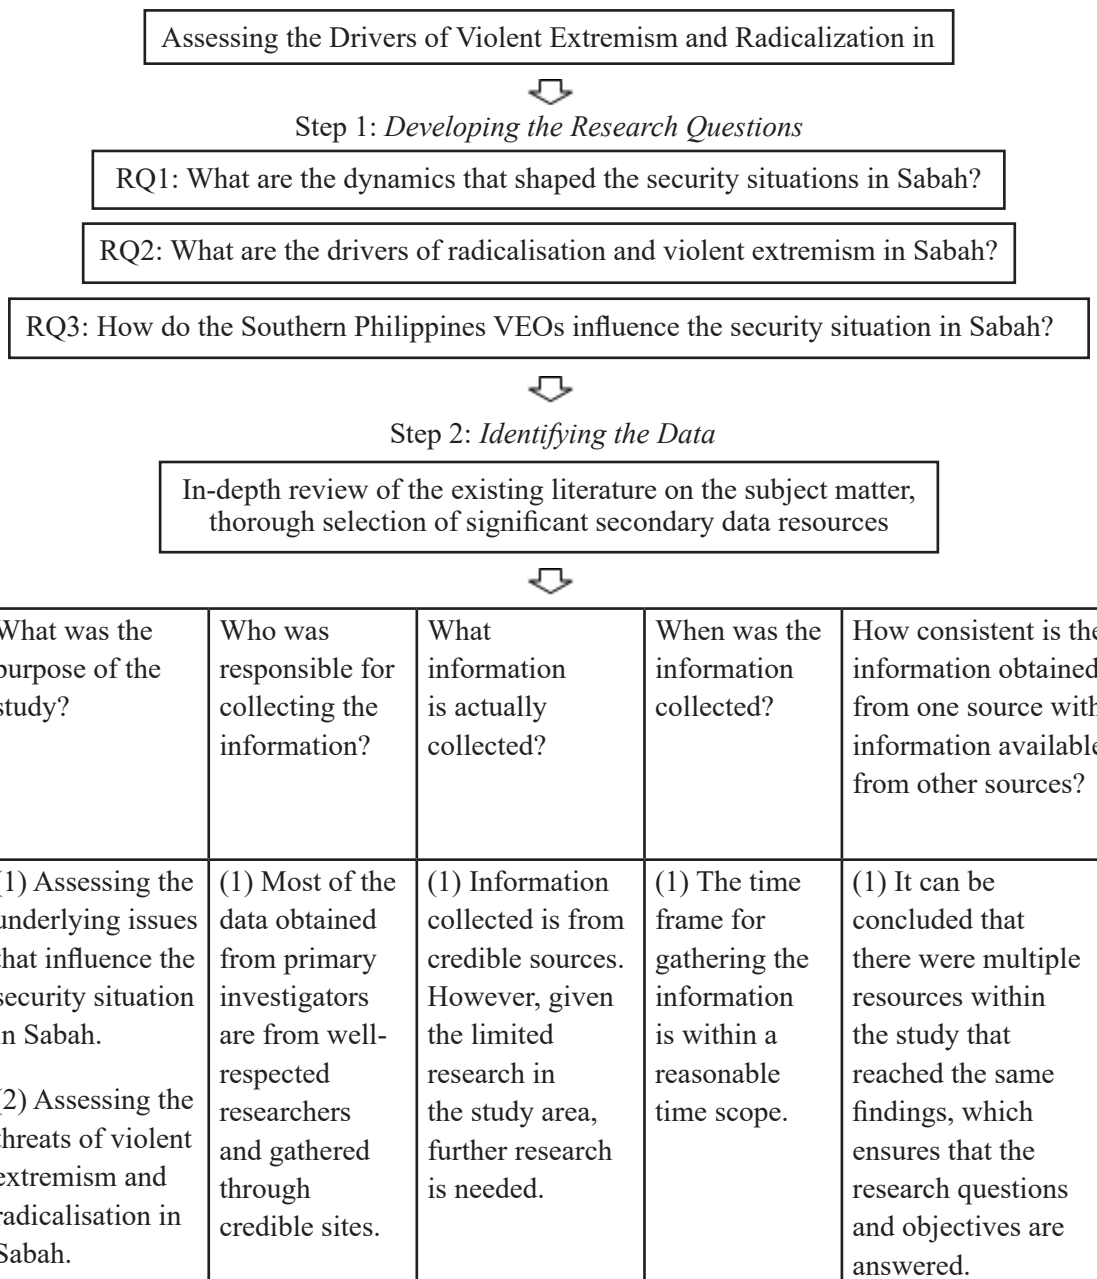 Assessing the Drivers of Violent Extremism and Radicalization in
Step 1: Developing the Research Questions
RQ1: What are the dynamics that shaped the security situations in Sabah?
RQ2: What are the drivers of radicalisation and violent extremism in Sabah?
RQ3: How do the Southern Philippines VEOs influence the security situation in Sabah?
Step 2: Identifying the Data
In-depth review of the existing literature on the subject matter,
thorough selection of significant secondary data resources
What was the
purpose of the
study?
Who was
responsible for
collecting the
information?
What
information
is actually
collected?
When was the
information
collected?
How consistent is the
information obtained
from one source with
information available
from other sources?
(1) Assessing the
underlying issues
that influence the
security situation
in Sabah.
(2) Assessing the
threats of violent
extremism and
radicalisation in
Sabah.
(1) Most of the
data obtained
from primary
investigators
are from well-
respected
researchers
and gathered
through
credible sites.
(1) Information
collected is from
credible sources.
However, given
the limited
research in
the study area,
further research
is needed.
(1) The time
frame for
gathering the
information
is within a
reasonable
time scope.
(1) It can be
concluded that
there were multiple
resources within
the study that
reached the same
findings, which
ensures that the
research questions
and objectives are
answered.